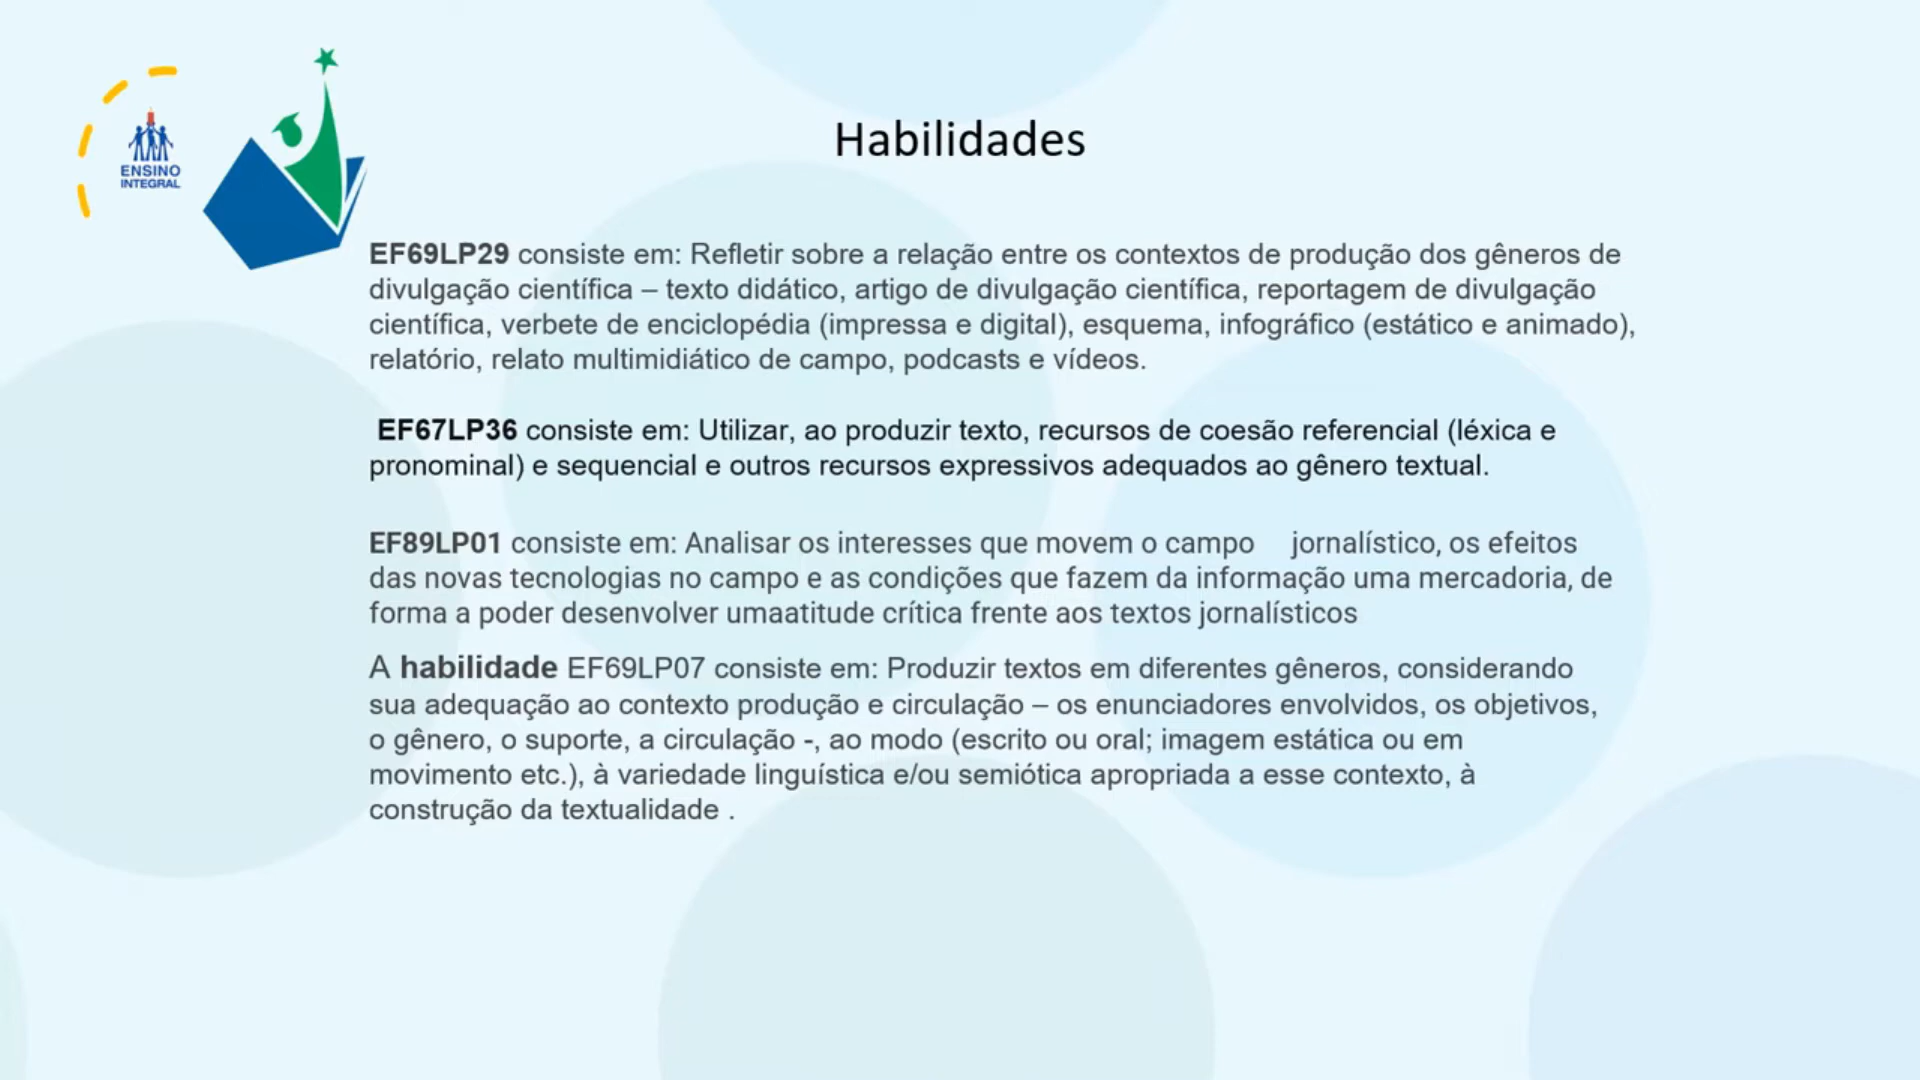 ENSINO
INTEGRAL
Habilidades
EF69LP29 consiste em: Refletir sobre a relação entre os contextos de produção dos gêneros de
divulgação científica – texto didático, artigo de divulgação científica, reportagem de divulgação
científica, verbete de enciclopédia (impressa e digital), esquema, infográfico (estático e animado),
relatório, relato multimidiático de campo, podcasts e vídeos.
EF67LP36 consiste em: Utilizar, ao produzir texto, recursos de coesão referencial (léxica e
pronominal) e sequencial e outros recursos expressivos adequados ao gênero textual.
EF89LP01 consiste em: Analisar os interesses que movem o campo jornalístico, os efeitos
das novas tecnologias no campo e as condições que fazem da informação uma mercadoria, de
forma a poder desenvolver umaatitude crítica frente aos textos jornalísticos
A habilidade EF69LP07 consiste em: Produzir textos em diferentes gêneros, considerando
sua adequação ao contexto produção e circulação – os enunciadores envolvidos, os objetivos,
o gênero, o suporte, a circulação -, ao modo (escrito ou oral; imagem estática ou em
movimento etc.), à variedade linguística e/ou semiótica apropriada a esse contexto, à
construção da textualidade .